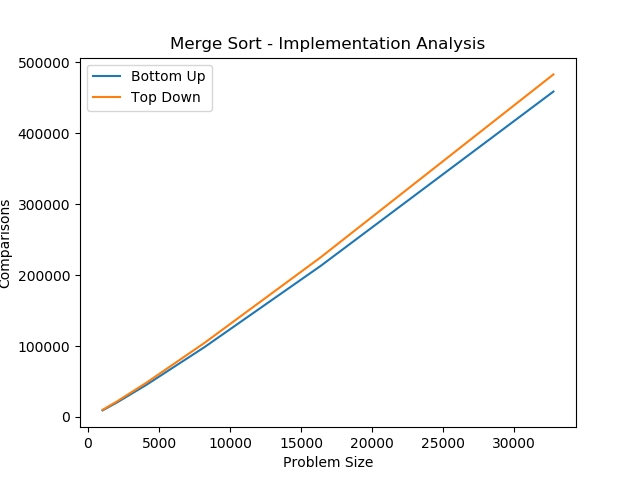 Merge Sort - Implementation Analysis
Bottom Up
Top Down
500000
400000
300000
200000
100000
0
Comparisons
0 5000 10000 15000 20000 25000 30000
Problem Size